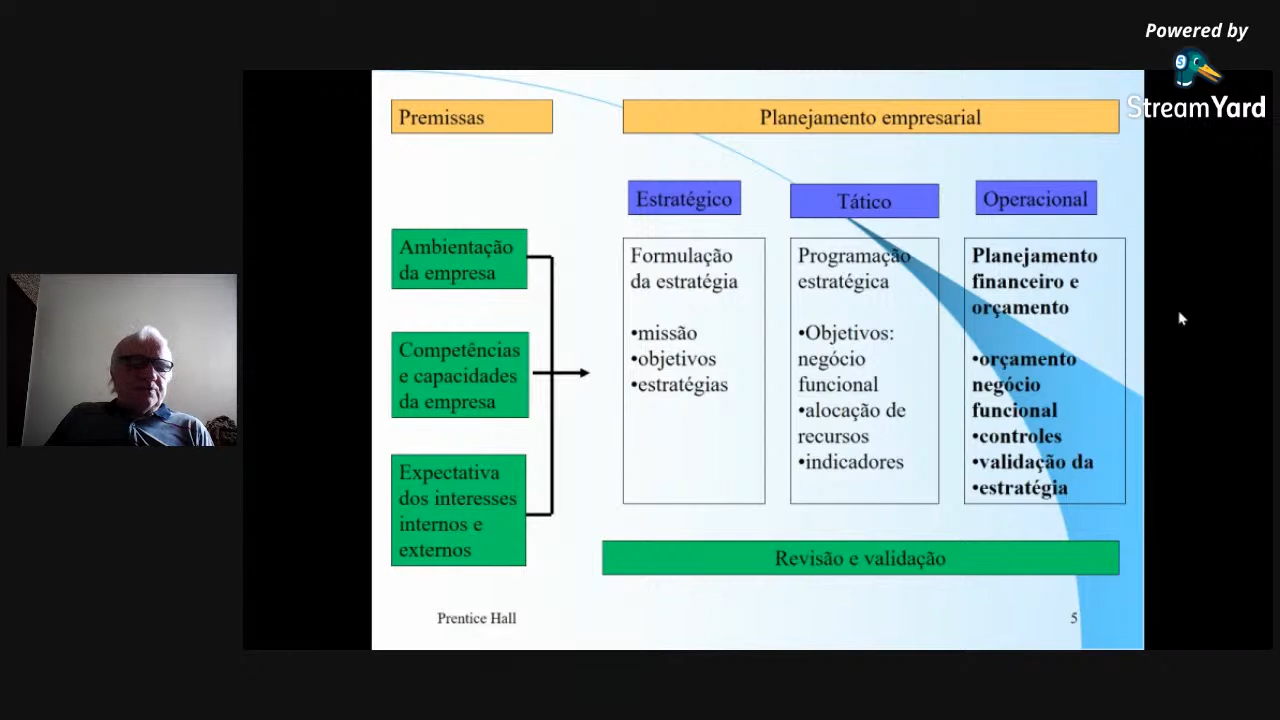 Powered by
StreamYard
Premissas
Planejamento empresarial
Estratégico
Tático
Operacional
Ambientação
da empresa
Competências
e capacidades
da empresa
Expectativa
dos interesses
internos e
externos
Formulação
da estratégia
•missão
•objetivos
•estratégias
Programação
estratégica
•Objetivos:
negócio
funcional
•alocação de
recursos
•indicadores
Planejamento
financeiro e
orçamento
•orçamento
negócio
funcional
•controles
•validação da
•estratégia
Revisão e validação
Prentice Hall
5